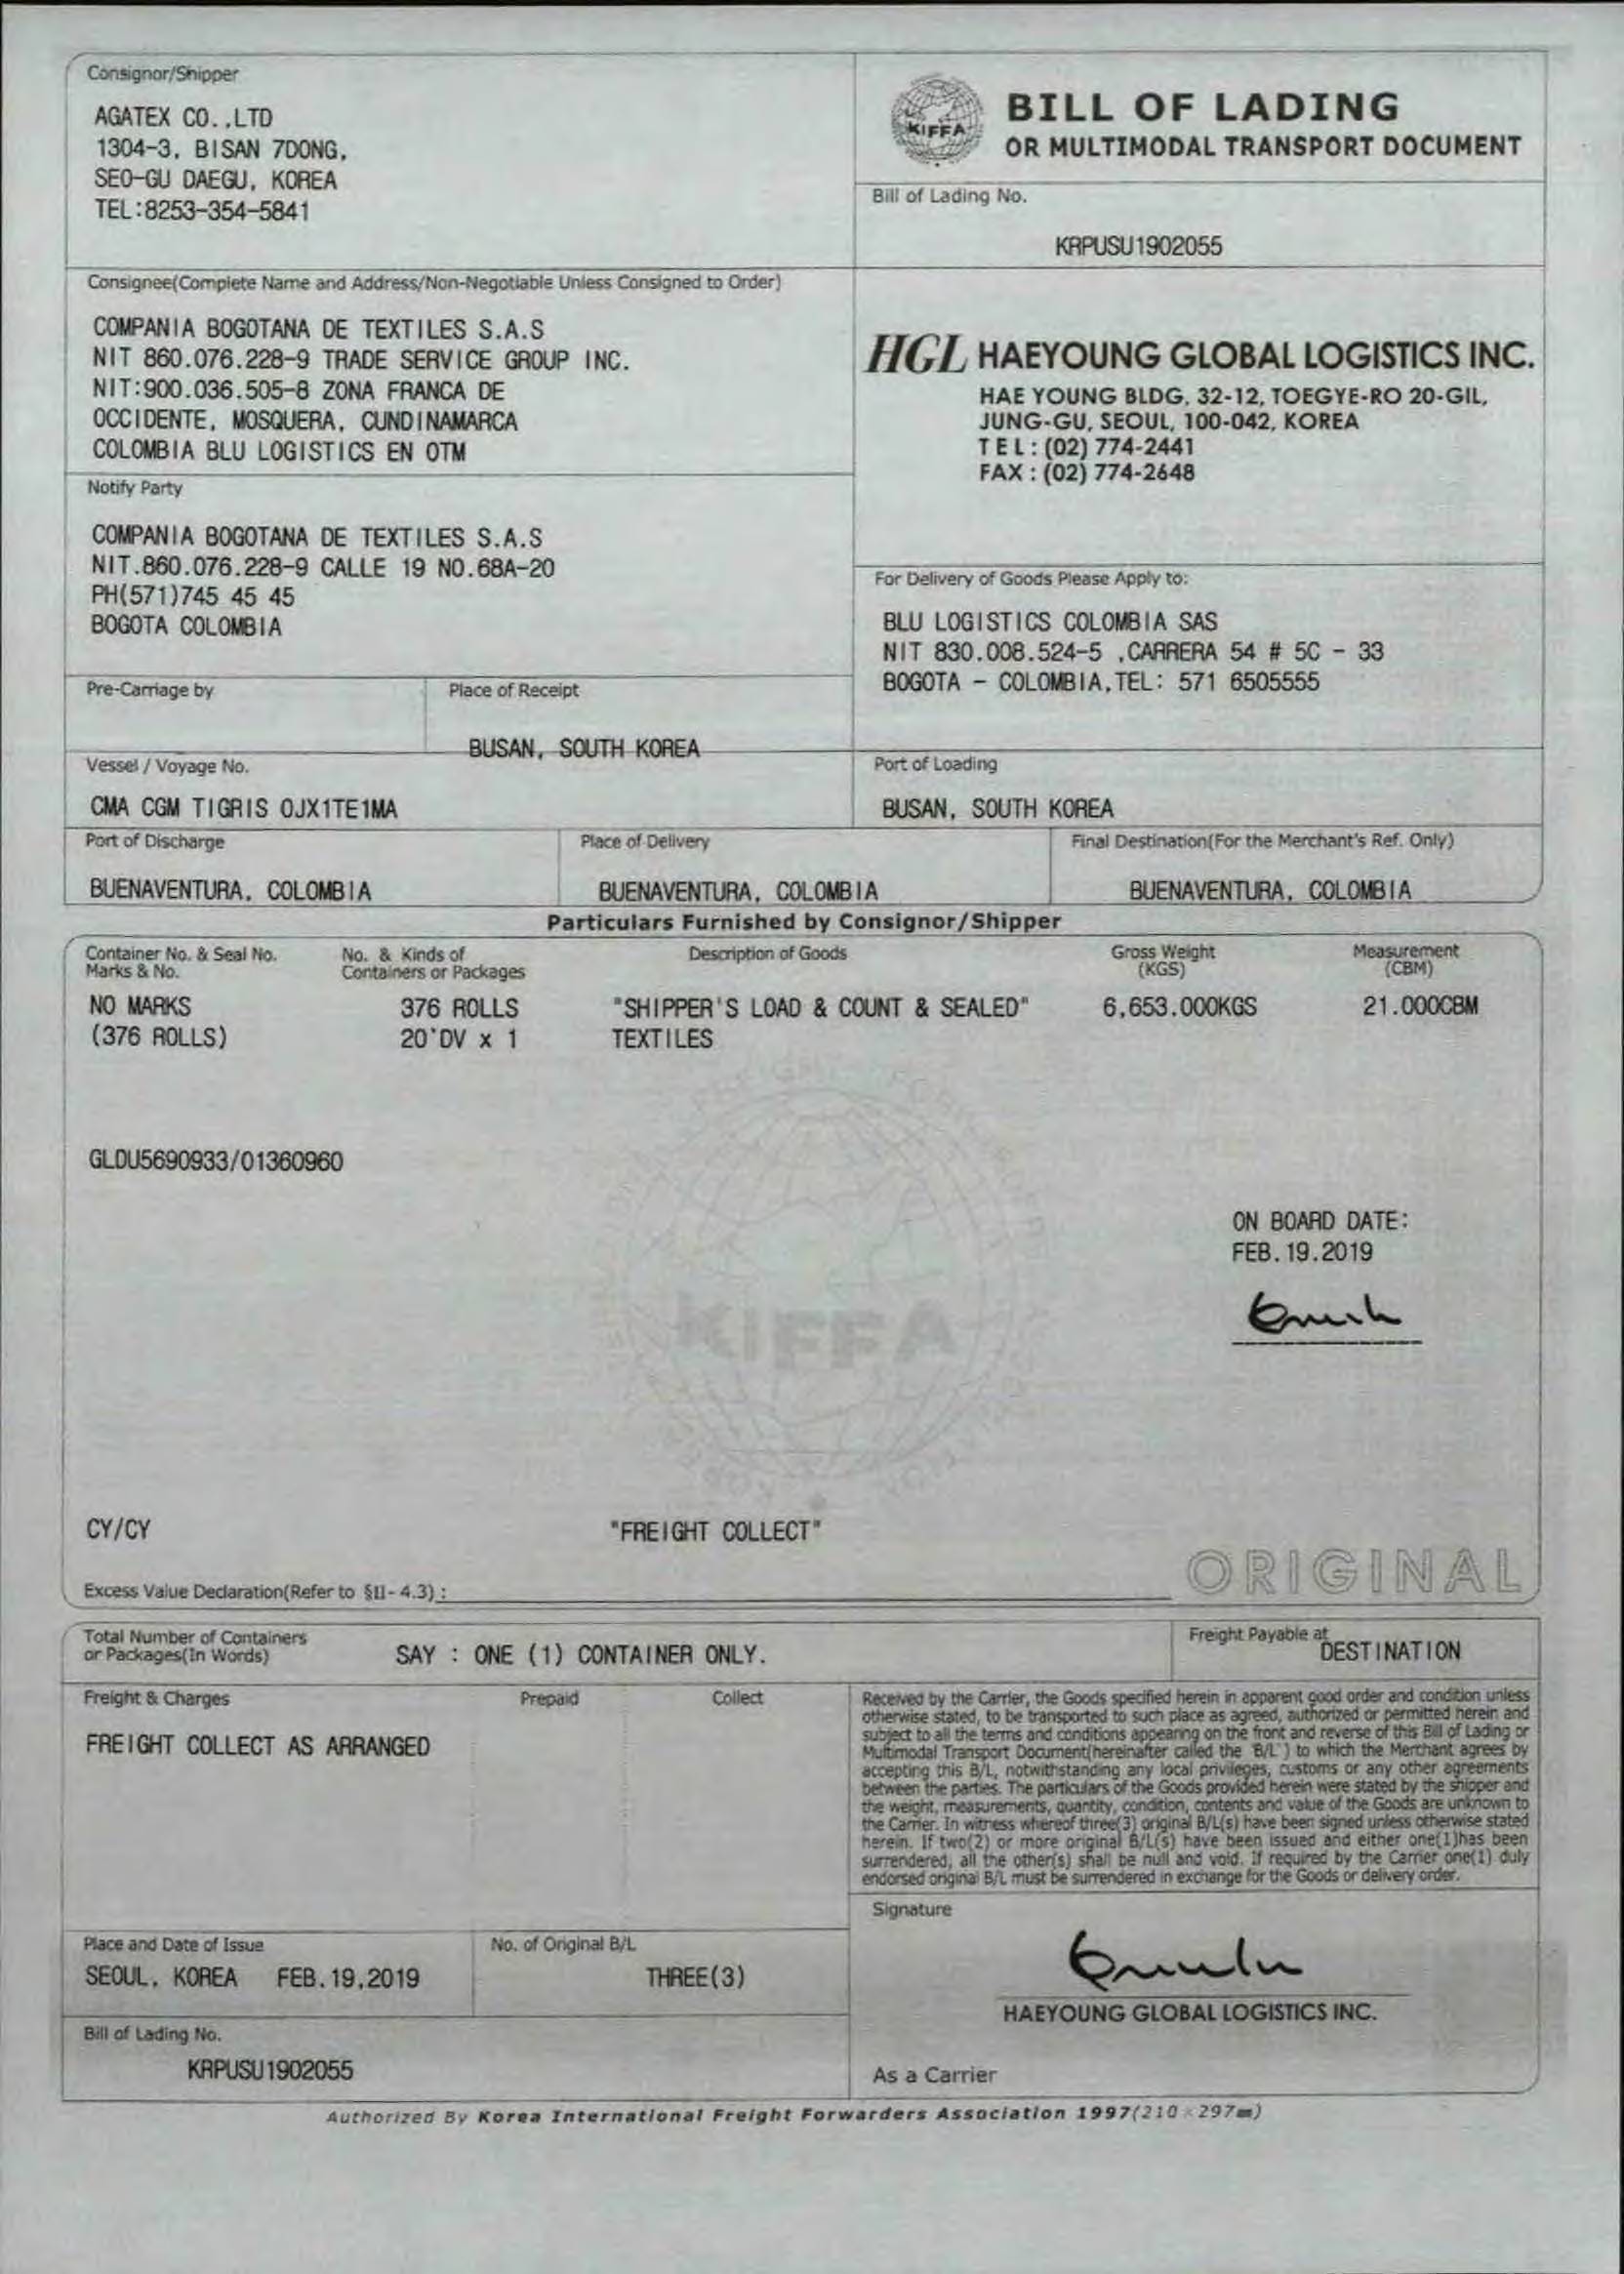 Consignor/Shipper
AGATEX CO.,LTD
1304-3, BISAN 7DONG,
SEO-GU DAEGU, KOREA
TEL:8253-354-5841
KIFFA
BILL OF LADING
OR MULTIMODAL TRANSPORT DOCUMENT
Bill of Lading No.
KRPUSU1902055
Consignee(Complete Name and Address/Non-Negotiable Unless Consigned to Order)
COMPANIA BOGOTANA DE TEXTILES S.A.S
NIT 860.076.228-9 TRADE SERVICE GROUP INC.
NIT:900.036.505-8 ZONA FRANCA DE
OCCIDENTE, MOSQUERA, CUNDINAMARCA
COLOMBIA BLU LOGISTICS EN OTM
HGL HAEYOUNG GLOBAL LOGISTICS INC.
HAE YOUNG BLDG, 32-12, TOEGYE-RO 20-GIL,
JUNG-GU, SEOUL, 100-042, KOREA
TEL: (02) 774-2441
FAX : (02) 774-2648
Notify Party
COMPANIA BOGOTANA DE TEXTILES S.A.S
NIT.860.076.228-9 CALLE 19 NO.68A-20
PH(571)745 45 45
BOGOTA COLOMBIA
For Delivery of Goods Please Apply to:
BLU LOGISTICS COLOMBIA SAS
NIT 830.008.524-5 ,CARRERA 54 # 5C - 33
BOGOTA - COLOMBIA,TEL: 571 6505555
Pre-Carriage by
Place of Receipt
BUSAN, SOUTH KOREA
Vessel / Voyage No.
CMA CGM TIGRIS 0JX1TE1MA
Port of Loading
BUSAN, SOUTH KOREA
Port of Discharge
BUENAVENTURA, COLOMBIA
Place of Delivery
BUENAVENTURA, COLOMBIA
Final Destination(For the Merchant's Ref. Only)
BUENAVENTURA, COLOMBIA
Particulars Furnished by Consignor/Shipper
Container No. & Seal No.
Marks & No.
No. & Kinds of
Containers or Packages
Description of Goods
Gross Weight
(KGS)
Measurement
(CBM)
NO MARKS 376 ROLLS "SHIPPER'S LOAD & COUNT & SEALED" 6,653.000KGS 21.000CBM
(376 ROLLS) 20'DV x 1 TEXTILES
GLDU5690933/01360960
ON BOARD DATE:
FEB.19.2019
KIFFA
CY/CY "FREIGHT COLLECT"
ORIGINAL
Excess Value Declaration(Refer to §II- 4.3) :
Total Number of Containers
or Packages(In Words)
SAY : ONE (1) CONTAINER ONLY.
Freight Payable at
DESTINATION
Freight & Charges Prepaid Collect
FREIGHT COLLECT AS ARRANGED
Received by the Carrier, the Goods specified herein in apparent good order and condition unless
otherwise stated, to be transported to such place as agreed, authorized or permitted herein and
subject to all the terms and conditions appearing on the front and reverse of this Bill of Lading or
Multimodal Transport Document(hereinafter called the 'B/L') to which the Merchant agrees by
accepting this B/L, notwithstanding any local privileges, customs or any other agreements
between the parties. The particulars of the Goods provided herein were stated by the shipper and
the weight, measurements, quantity, condition, contents and value of the Goods are unknown to
the Carrier. In witness whereof three(3) original B/L(s) have been signed unless otherwise stated
herein. If two(2) or more original B/L(s) have been issued and either one(1)has been
surrendered, all the other(s) shall be null and void. If required by the Carrier one(1) duly
endorsed original B/L must be surrendered in exchange for the Goods or delivery order.
Signature
Place and Date of Issue
SEOUL, KOREA FEB.19,2019
No. of Original B/L
THREE(3)
HAEYOUNG GLOBAL LOGISTICS INC.
Bill of Lading No.
KRPUSU1902055
As a Carrier
Authorized By Korea International Freight Forwarders Association 1997(210×297㎜)